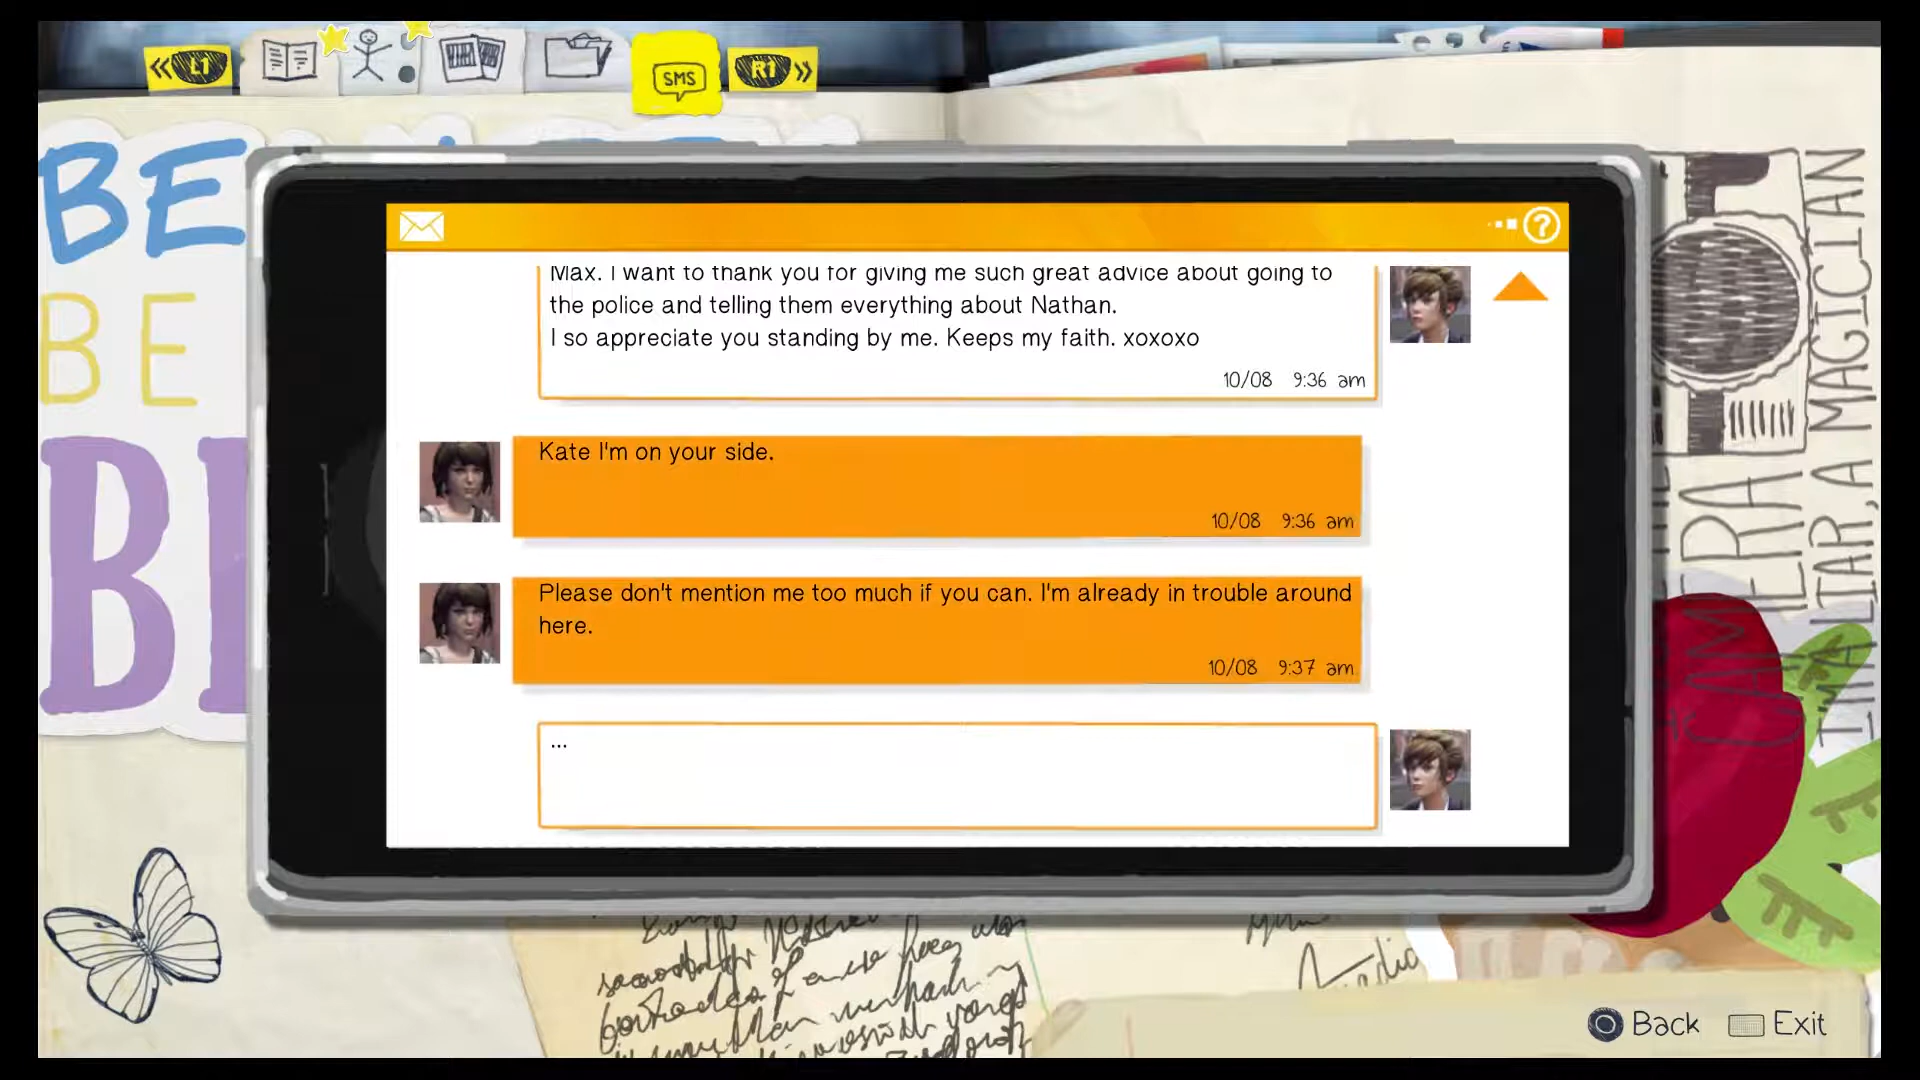 L1
SMS
R1
BE
BE
Max. I want to thank you for giving me such great advice about going to
the police and telling them everything about Nathan.
I so appreciate you standing by me. Keeps my faith. xoxoxo
10/08 9:36 am
Kate I'm on your side.
10/08 9:36 am
Please don't mention me too much if you can. I'm already in trouble around
here.
10/08 9:37 am
...
CAMERA
I'M A LIAR, A MAGICIAN
Back
Exit